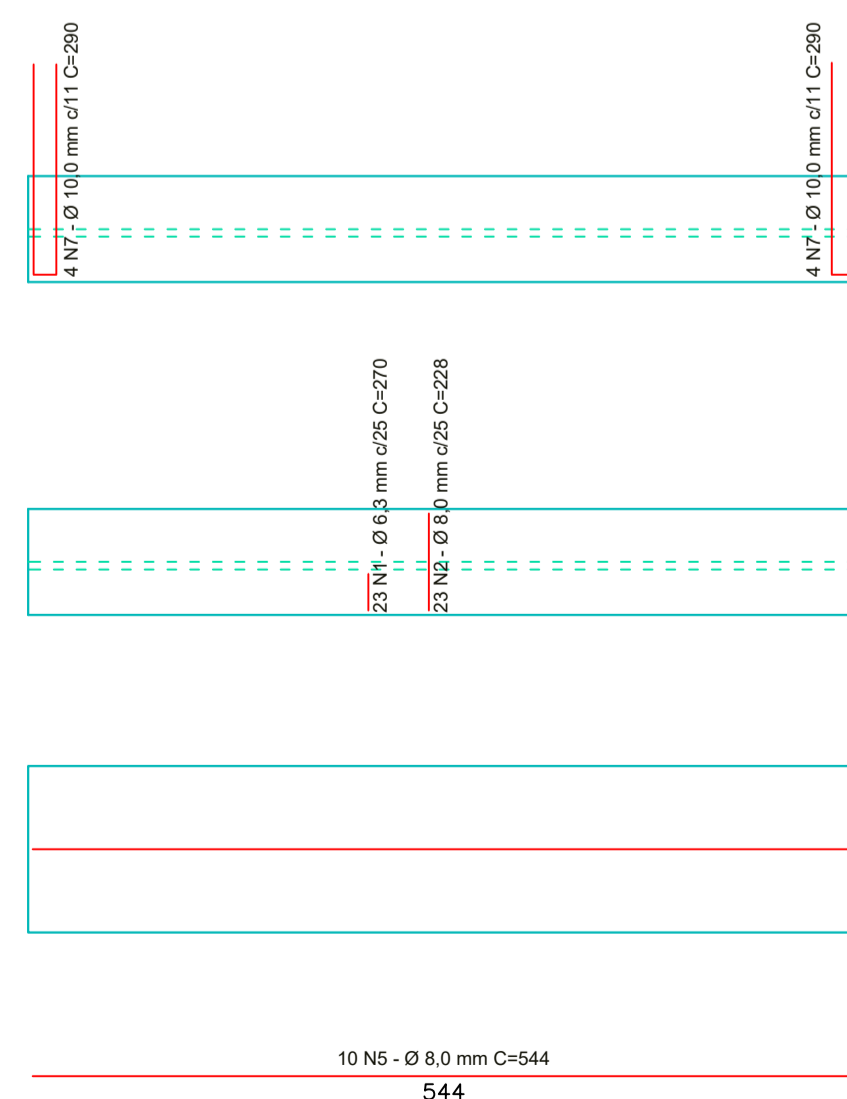 4 N7 - Ø 10,0 mm c/11 C=290
4 N7 - Ø 10,0 mm c/11 C=290
23 N1 - Ø 6,3 mm c/25 C=270
23 N2 - Ø 8,0 mm c/25 C=228
10 N5 - Ø 8,0 mm C=544
544